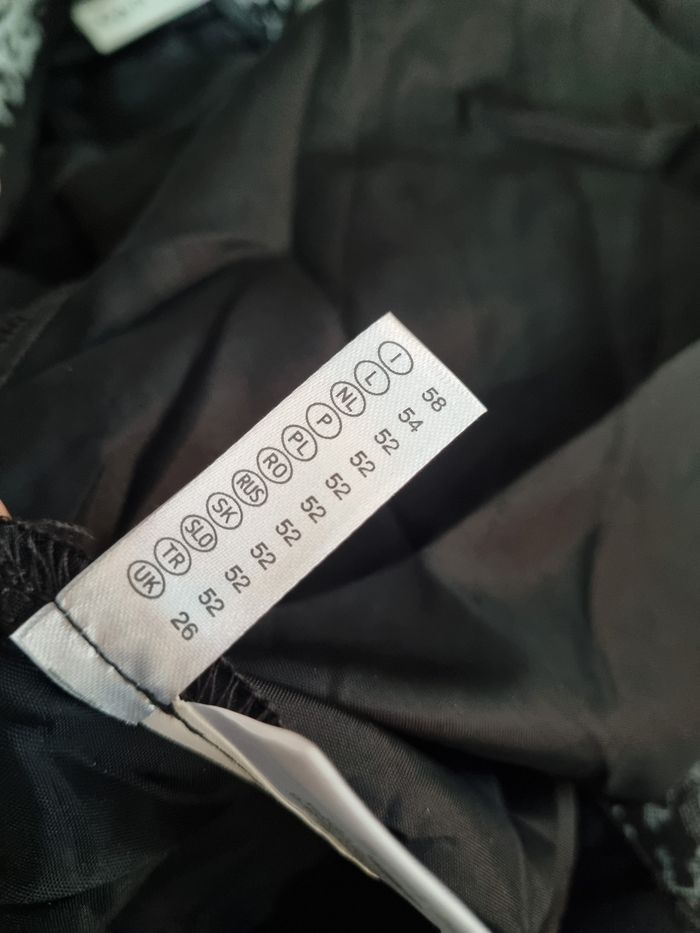 I 58
L 54
NL 52
P 52
PL 52
RO 52
RUS 52
SK 52
SLO 52
TR 52
UK 26